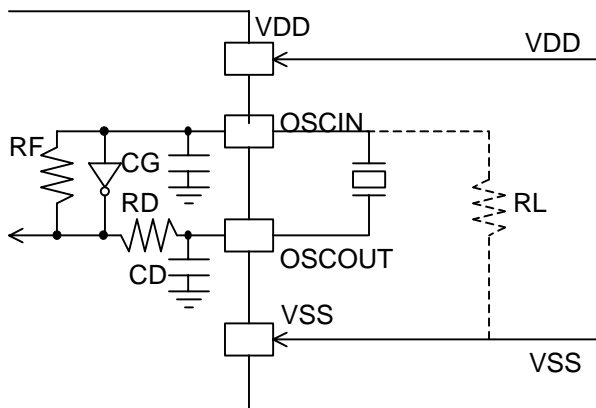 VDD
VDD
OSCIN
RF
CG
RD
RL
OSCOUT
CD
VSS
VSS